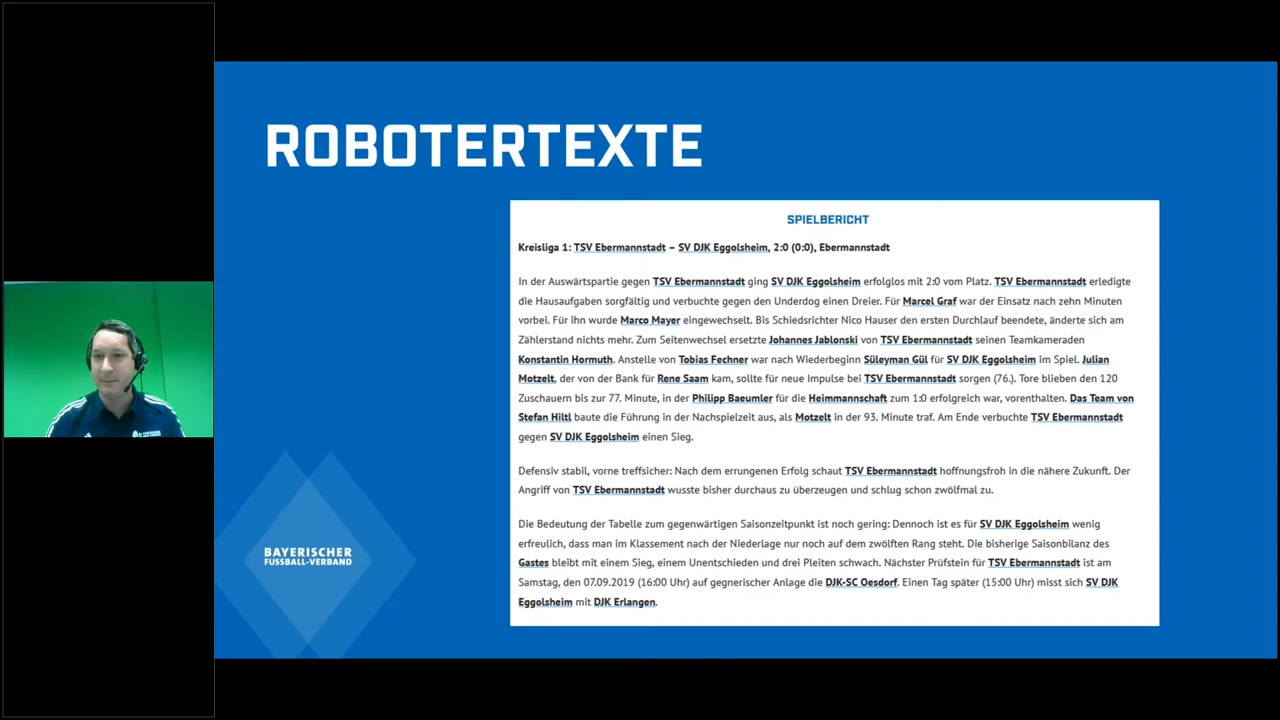 ROBOTERTEXTE
SPIELBERICHT
Kreisliga 1: TSV Ebermannstadt – SV DJK Eggolsheim, 2:0 (0:0), Ebermannstadt
In der Auswärtspartie gegen TSV Ebermannstadt ging SV DJK Eggolsheim erfolglos mit 2:0 vom Platz. TSV Ebermannstadt erledigte
die Hausaufgaben sorgfältig und verbuchte gegen den Underdog einen Dreier. Für Marcel Graf war der Einsatz nach zehn Minuten
vorbei. Für ihn wurde Marco Mayer eingewechselt. Bis Schiedsrichter Nico Hauser den ersten Durchlauf beendete, änderte sich am
Zählerstand nichts mehr. Zum Seitenwechsel ersetzte Johannes Jablonski von TSV Ebermannstadt seinen Teamkameraden
Konstantin Hormuth. Anstelle von Tobias Fechner war nach Wiederbeginn Süleyman Gül für SV DJK Eggolsheim im Spiel. Julian
Motzelt, der von der Bank für Rene Saam kam, sollte für neue Impulse bei TSV Ebermannstadt sorgen (76.). Tore blieben den 120
Zuschauern bis zur 77. Minute, in der Philipp Baeumler für die Heimmannschaft zum 1:0 erfolgreich war, vorenthalten. Das Team von
Stefan Hiltl baute die Führung in der Nachspielzeit aus, als Motzelt in der 93. Minute traf. Am Ende verbuchte TSV Ebermannstadt
gegen SV DJK Eggolsheim einen Sieg.
Defensiv stabil, vorne treffsicher: Nach dem errungenen Erfolg schaut TSV Ebermannstadt hoffnungsfroh in die nähere Zukunft. Der
Angriff von TSV Ebermannstadt wusste bisher durchaus zu überzeugen und schlug schon zwölfmal zu.
Die Bedeutung der Tabelle zum gegenwärtigen Saisonzeitpunkt ist noch gering: Dennoch ist es für SV DJK Eggolsheim wenig
erfreulich, dass man im Klassement nach der Niederlage nur noch auf dem zwölften Rang steht. Die bisherige Saisonbilanz des
Gastes bleibt mit einem Sieg, einem Unentschieden und drei Pleiten schwach. Nächster Prüfstein für TSV Ebermannstadt ist am
Samstag, den 07.09.2019 (16:00 Uhr) auf gegnerischer Anlage die DJK-SC Oesdorf. Einen Tag später (15:00 Uhr) misst sich SV DJK
Eggolsheim mit DJK Erlangen.
BAYERISCHER
FUSSBALL-VERBAND